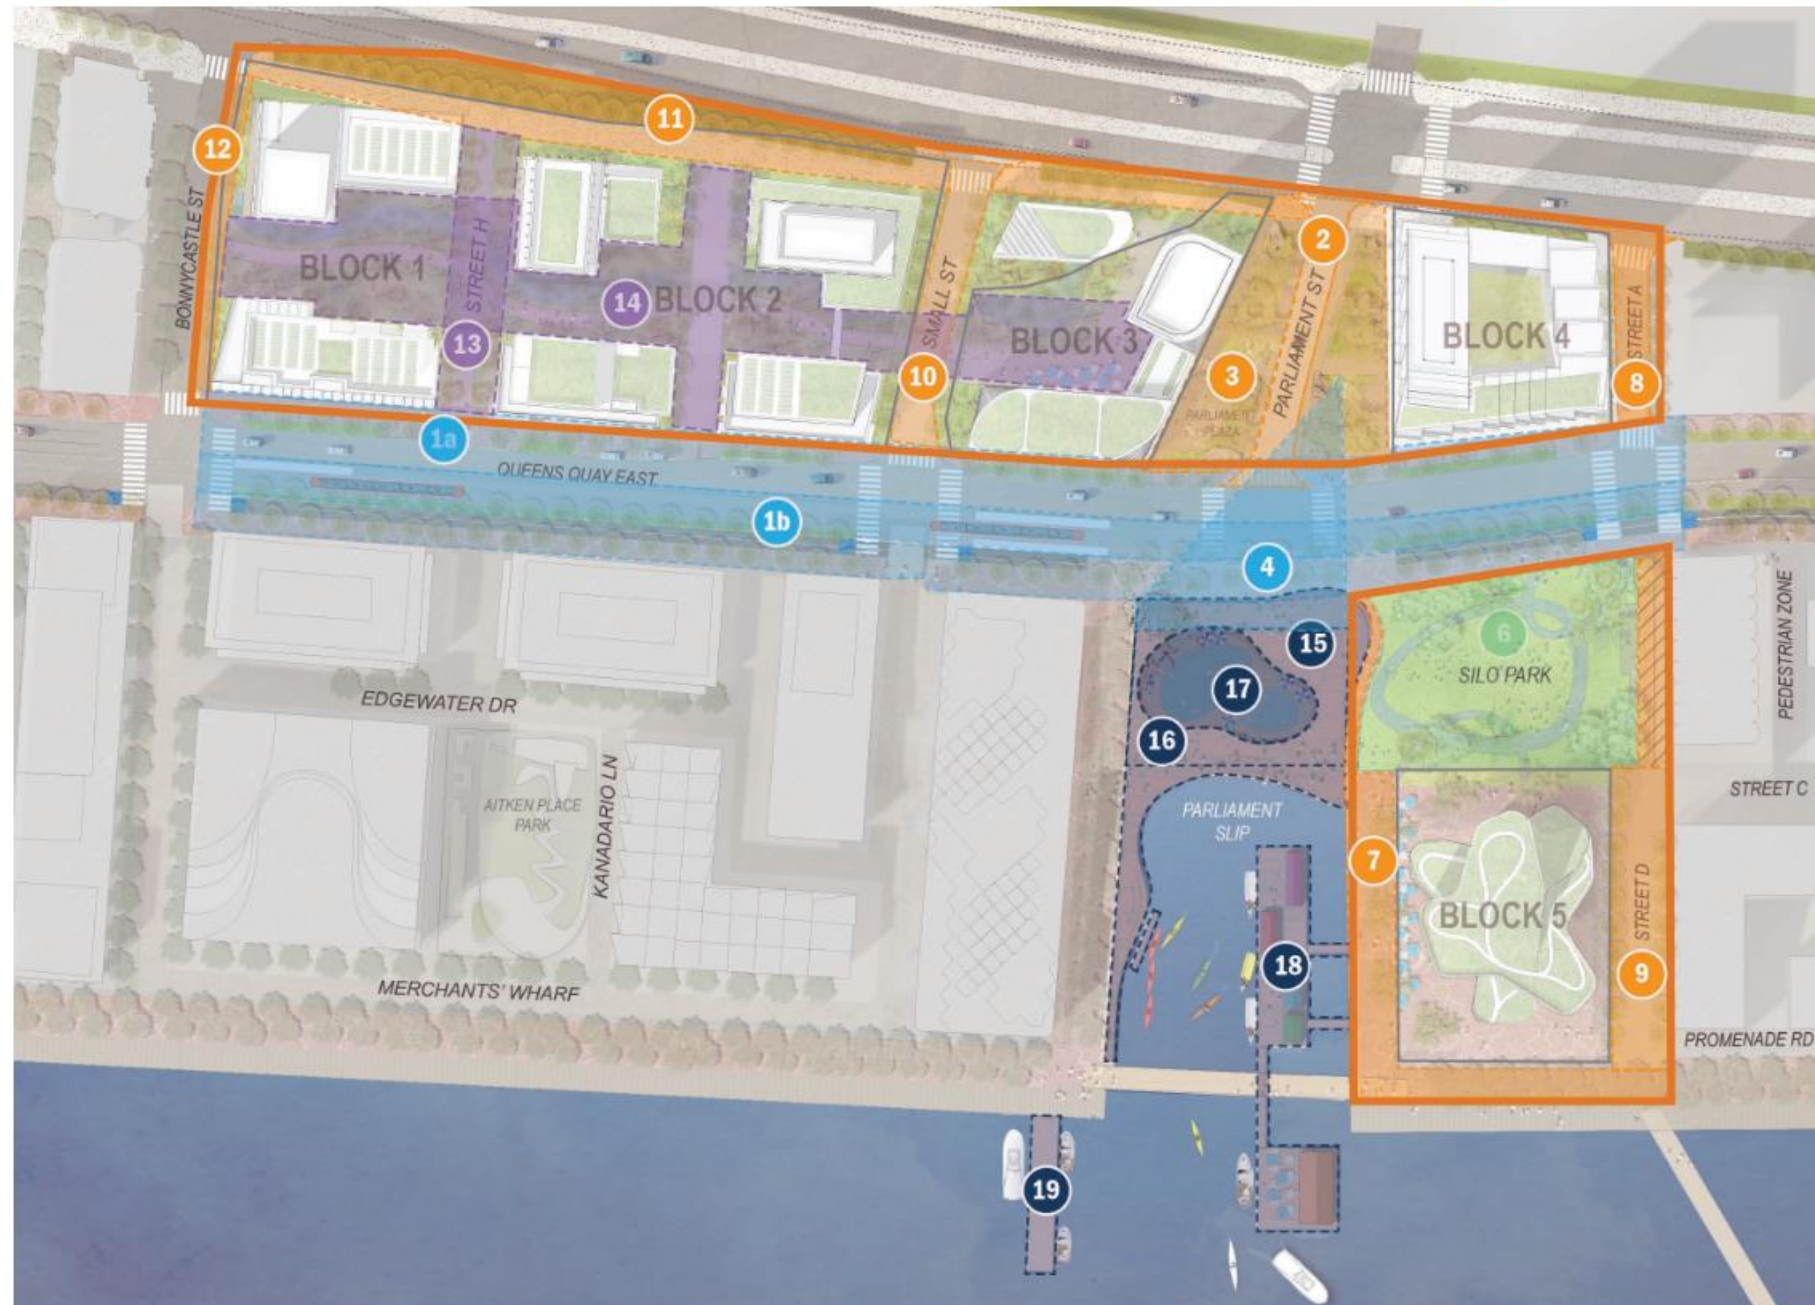 11
12
2
BONNYCASTLE ST
BLOCK 1
STREET H
14
BLOCK 2
SMALL ST
BLOCK 3
PARLIAMENT ST
BLOCK 4
STREET A
13
10
3
8
PARLIAMENT
PLAZA
1a
QUEENS QUAY EAST
1b
4
15
6
SILO PARK
PEDESTRIAN ZONE
17
16
EDGEWATER DR
KANADARIO LN
AITKEN PLACE
PARK
PARLIAMENT
SLIP
STREET C
7
BLOCK 5
STREET D
18
9
MERCHANTS' WHARF
PROMENADE RD
19